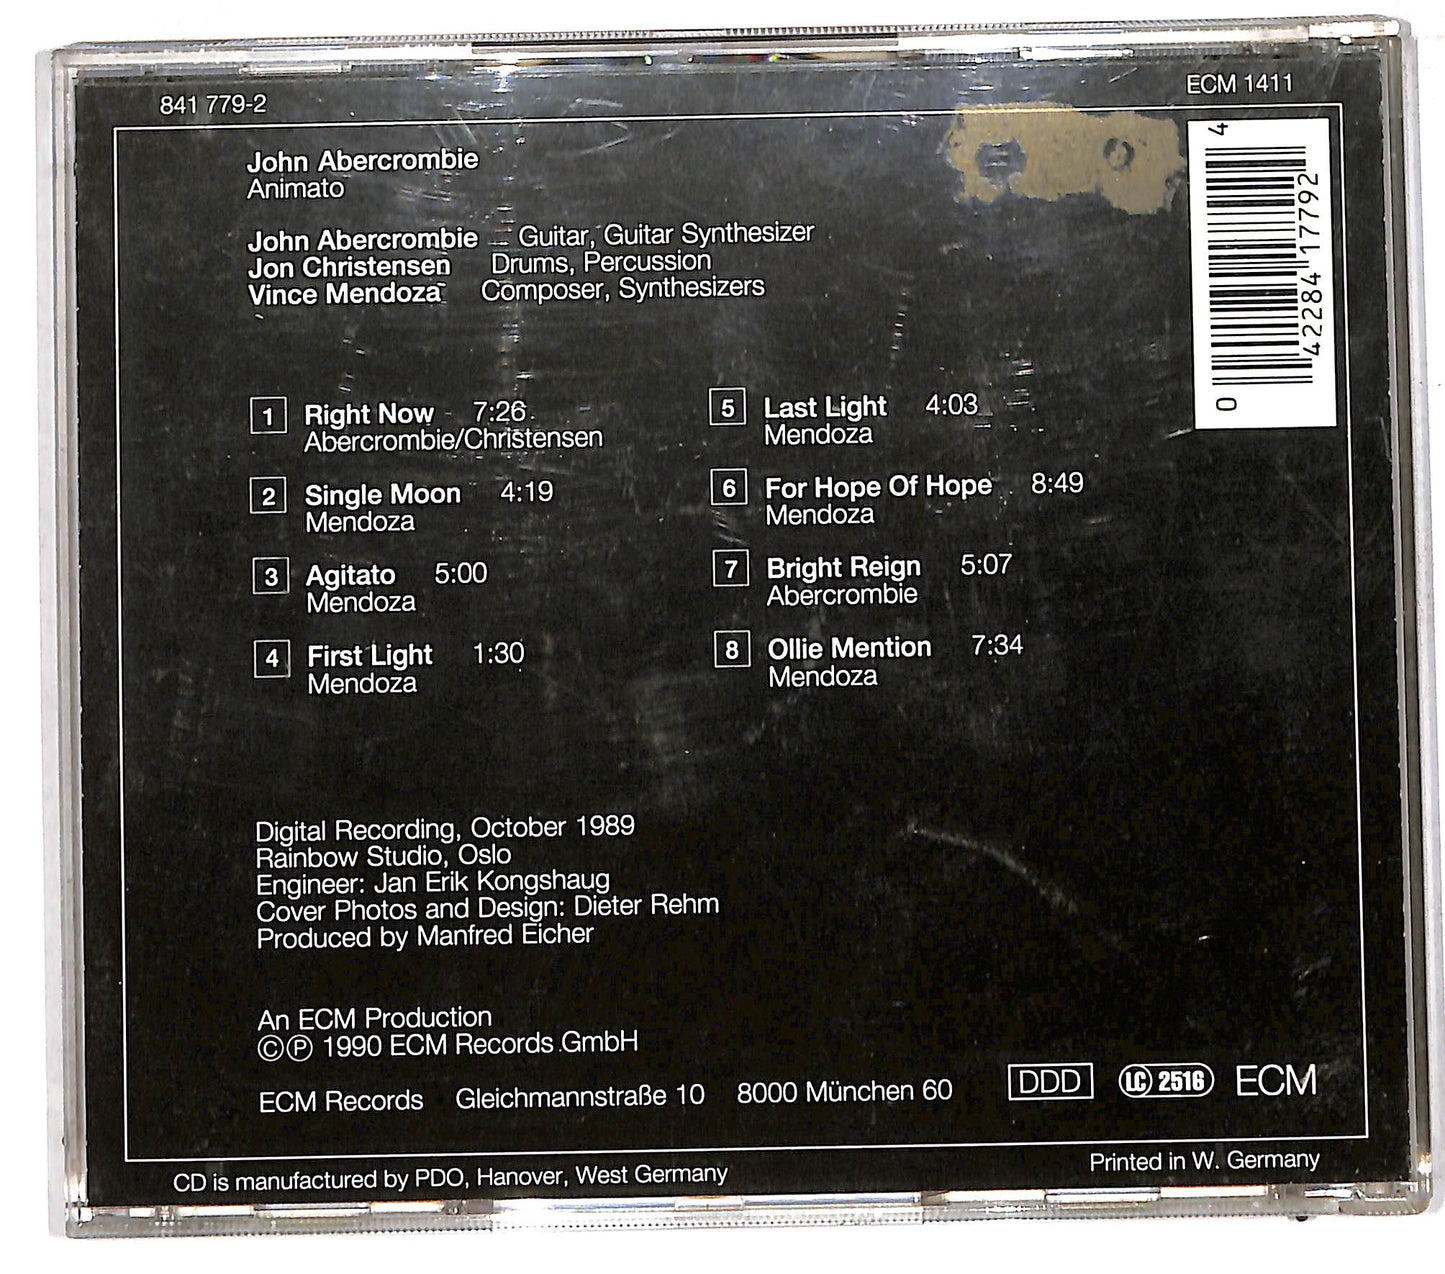 841 779-2
ECM 1411
John Abercrombie
Animato
John Abercrombie Guitar, Guitar Synthesizer
Jon Christensen Drums, Percussion
Vince Mendoza Composer, Synthesizers
0 42284 17792 4
1 Right Now 7:26
Abercrombie/Christensen
2 Single Moon 4:19
Mendoza
3 Agitato 5:00
Mendoza
4 First Light 1:30
Mendoza
5 Last Light 4:03
Mendoza
6 For Hope Of Hope 8:49
Mendoza
7 Bright Reign 5:07
Abercrombie
8 Ollie Mention 7:34
Mendoza
Digital Recording, October 1989
Rainbow Studio, Oslo
Engineer: Jan Erik Kongshaug
Cover Photos and Design: Dieter Rehm
Produced by Manfred Eicher
An ECM Production
©℗ 1990 ECM Records GmbH
ECM Records Gleichmannstraße 10 8000 München 60
DDD LC 2516 ECM
CD is manufactured by PDO, Hanover, West Germany
Printed in W. Germany